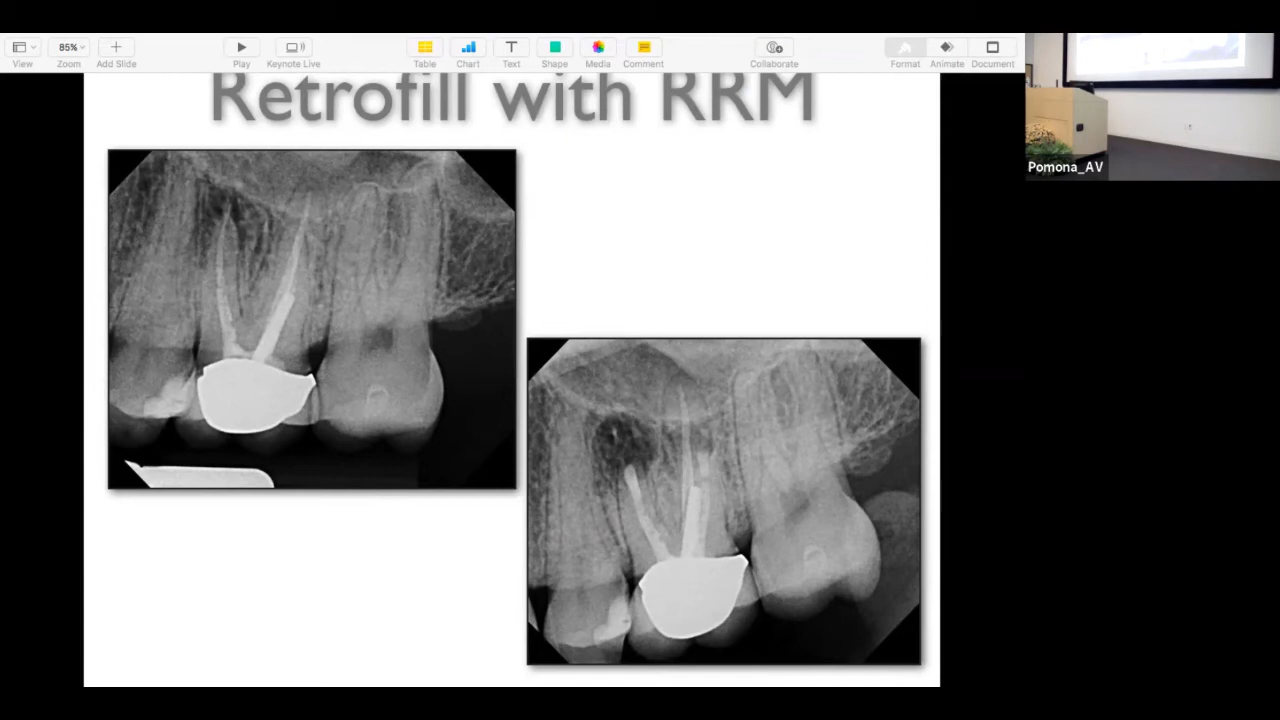 85%
View
Zoom
Add Slide
Play
Keynote Live
Table
Chart
Text
Shape
Media
Comment
Collaborate
Format
Animate
Document
Retrofill with RRM
Pomona_AV